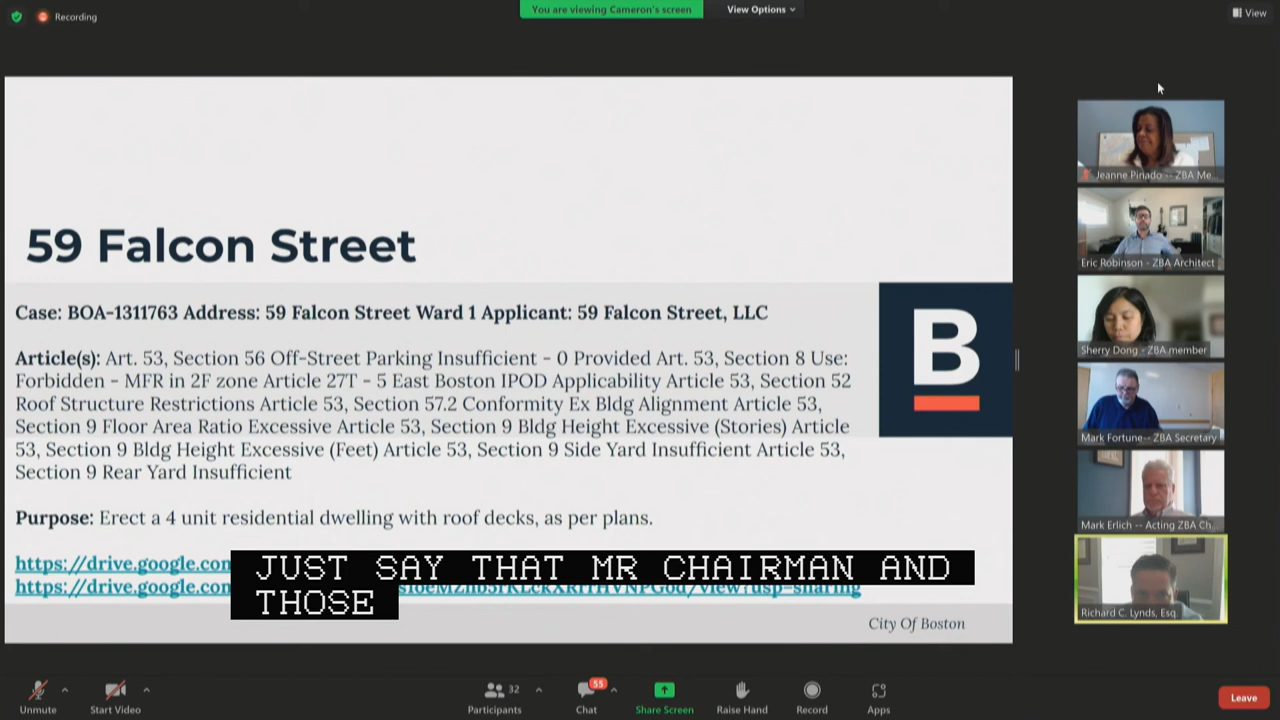 Recording
You are viewing Cameron's screen
View Options
View
59 Falcon Street
Case: BOA-1311763 Address: 59 Falcon Street Ward 1 Applicant: 59 Falcon Street, LLC
Article(s): Art. 53, Section 56 Off-Street Parking Insufficient - 0 Provided Art. 53, Section 8 Use:
Forbidden - MFR in 2F zone Article 27T - 5 East Boston IPOD Applicability Article 53, Section 52
Roof Structure Restrictions Article 53, Section 57.2 Conformity Ex Bldg Alignment Article 53,
Section 9 Floor Area Ratio Excessive Article 53, Section 9 Bldg Height Excessive (Stories) Article
53, Section 9 Bldg Height Excessive (Feet) Article 53, Section 9 Side Yard Insufficient Article 53,
Section 9 Rear Yard Insufficient
Purpose: Erect a 4 unit residential dwelling with roof decks, as per plans.
https://drive.google.com
https://drive.google.com
JUST SAY THAT MR CHAIRMAN AND
THOSE
B
City Of Boston
Jeanne Pinado -- ZBA Me...
Eric Robinson - ZBA Architect
Sherry Dong - ZBA member
Mark Fortune-- ZBA Secretary
Mark Erlich -- Acting ZBA Ch...
Richard C. Lynds, Esq.
Unmute
Start Video
32
Participants
55
Chat
Share Screen
Raise Hand
Record
Apps
Leave